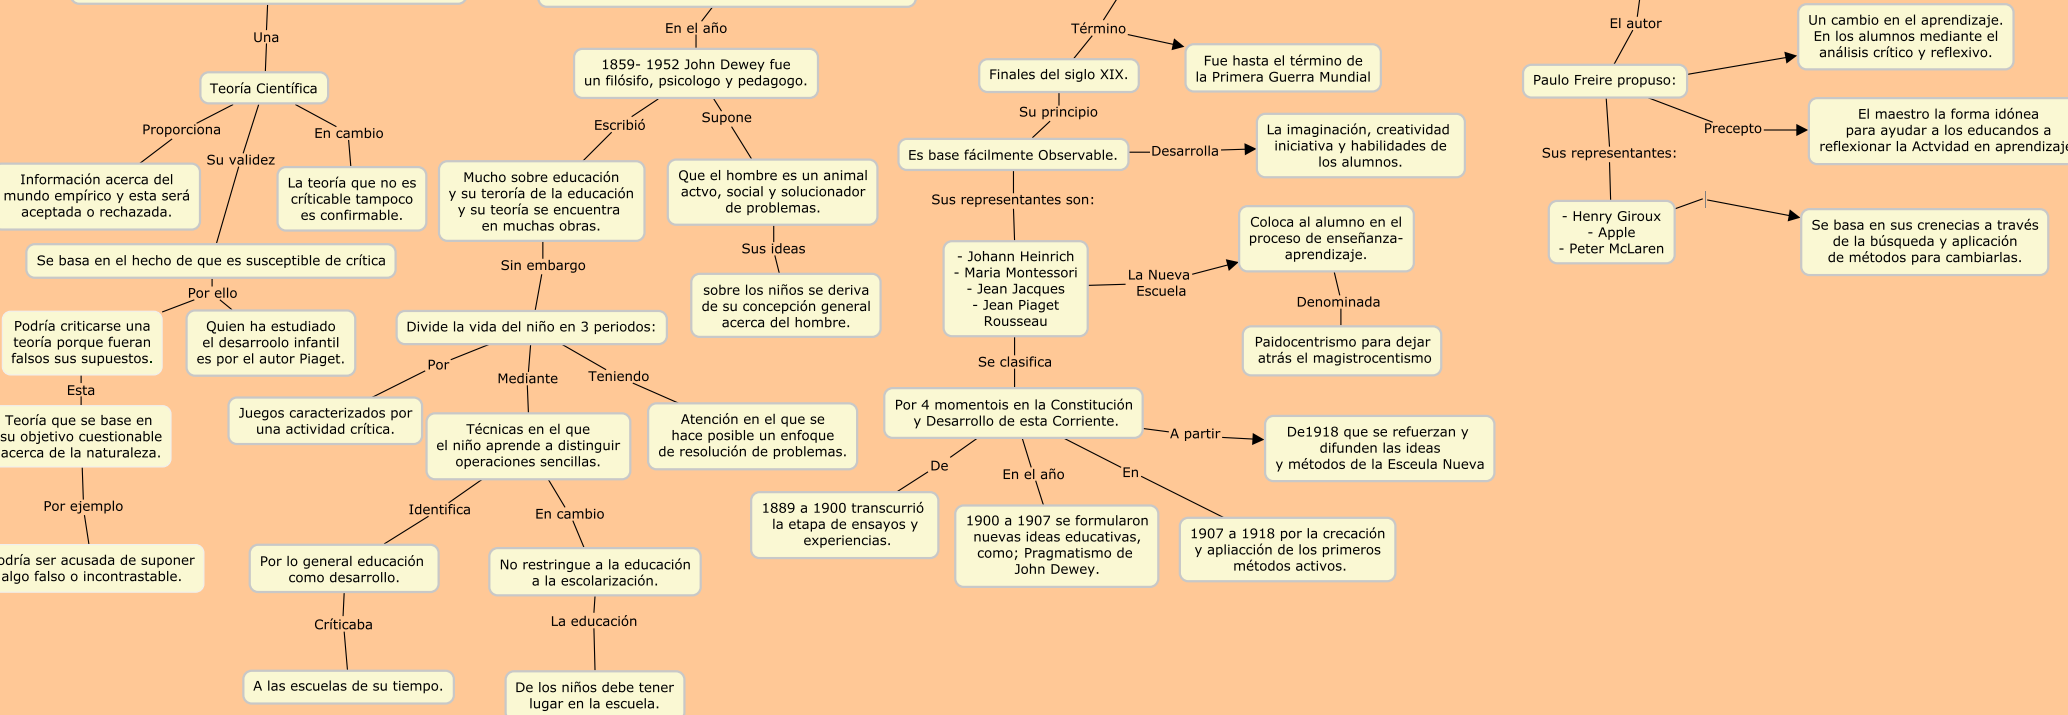 Una
Teoría Científica
Proporciona
Su validez
En cambio
Información acerca del
mundo empírico y esta será
aceptada o rechazada.
La teoría que no es
críticable tampoco
es confirmable.
Se basa en el hecho de que es susceptible de crítica
Por ello
Podría criticarse una
teoría porque fueran
falsos sus supuestos.
Quien ha estudiado
el desaroolo infantil
es por el autor Piaget.
Esta
Teoría que se base en
su objetivo cuestionable
acerca de la naturaleza.
Por ejemplo
odría ser acusada de suponer
algo falso o incontrastable.
En el año
1859- 1952 John Dewey fue
un filósifo, psicologo y pedagogo.
Escribió
Supone
Mucho sobre educación
y su teroría de la educación
y su teoría se encuentra
en muchas obras.
Que el hombre es un animal
actvo, social y solucionador
de problemas.
Sus ideas
sobre los niños se deriva
de su concepción general
acerca del hombre.
Sin embargo
Divide la vida del niño en 3 periodos:
Por
Mediante
Teniendo
Juegos caracterizados por
una actividad crítica.
Técnicas en el que
el niño aprende a distinguir
operaciones sencillas.
Atención en el que se
hace posible un enfoque
de resolución de problemas.
Identifica
En cambio
Por lo general educación
como desarrollo.
No restringue a la educación
a la escolarización.
Críticaba
La educación
A las escuelas de su tiempo.
De los niños debe tener
lugar en la escuela.
Término
Finales del siglo XIX.
Fue hasta el término de
la Primera Guerra Mundial
Su principio
Es base fácilmente Observable.
Desarrolla
La imaginación, creatividad
iniciativa y habilidades de
los alumnos.
Sus representantes son:
- Johann Heinrich
- Maria Montessori
- Jean Jacques
- Jean Piaget
Rousseau
La Nueva
Escuela
Coloca al alumno en el
proceso de enseñanza-
aprendizaje.
Denominada
Paidocentrismo para dejar
atrás el magistrocentismo
Se clasifica
Por 4 momentois en la Constitución
y Desarrollo de esta Corriente.
A partir
De1918 que se refuerzan y
difunden las ideas
y métodos de la Esceula Nueva
De
En el año
En
1889 a 1900 transcurrió
la etapa de ensayos y
experiencias.
1900 a 1907 se formularon
nuevas ideas educativas,
como; Pragmatismo de
John Dewey.
1907 a 1918 por la crecación
y apliacción de los primeros
métodos activos.
El autor
Paulo Freire propuso:
Un cambio en el aprendizaje.
En los alumnos mediante el
análisis crítico y reflexivo.
Precepto
El maestro la forma idónea
para ayudar a los educandos a
reflexionar la Actvidad en aprendizaje
Sus representantes:
- Henry Giroux
- Apple
- Peter McLaren
Se basa en sus crenecias a través
de la búsqueda y aplicación
de métodos para cambiarlas.